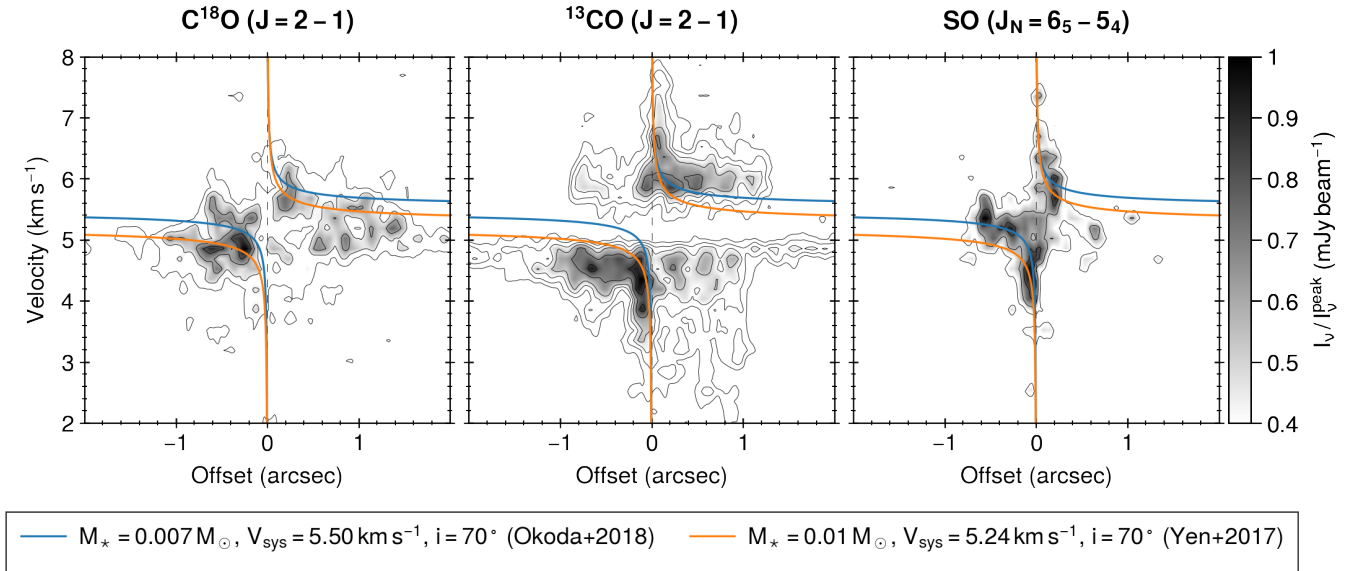 C¹⁸O (J = 2 − 1)
¹³CO (J = 2 − 1)
SO (J_N = 6₅ − 5₄)
8
7
6
5
4
3
2
Velocity (km s⁻¹)
−1 0 1
−1 0 1
−1 0 1
Offset (arcsec)
Offset (arcsec)
Offset (arcsec)
1
0.9
0.8
0.7
0.6
0.5
0.4
I_ν / I_ν^peak (mJy beam⁻¹)
M⋆ = 0.007 M⊙, V_sys = 5.50 km s⁻¹, i = 70° (Okoda+2018)
M⋆ = 0.01 M⊙, V_sys = 5.24 km s⁻¹, i = 70° (Yen+2017)